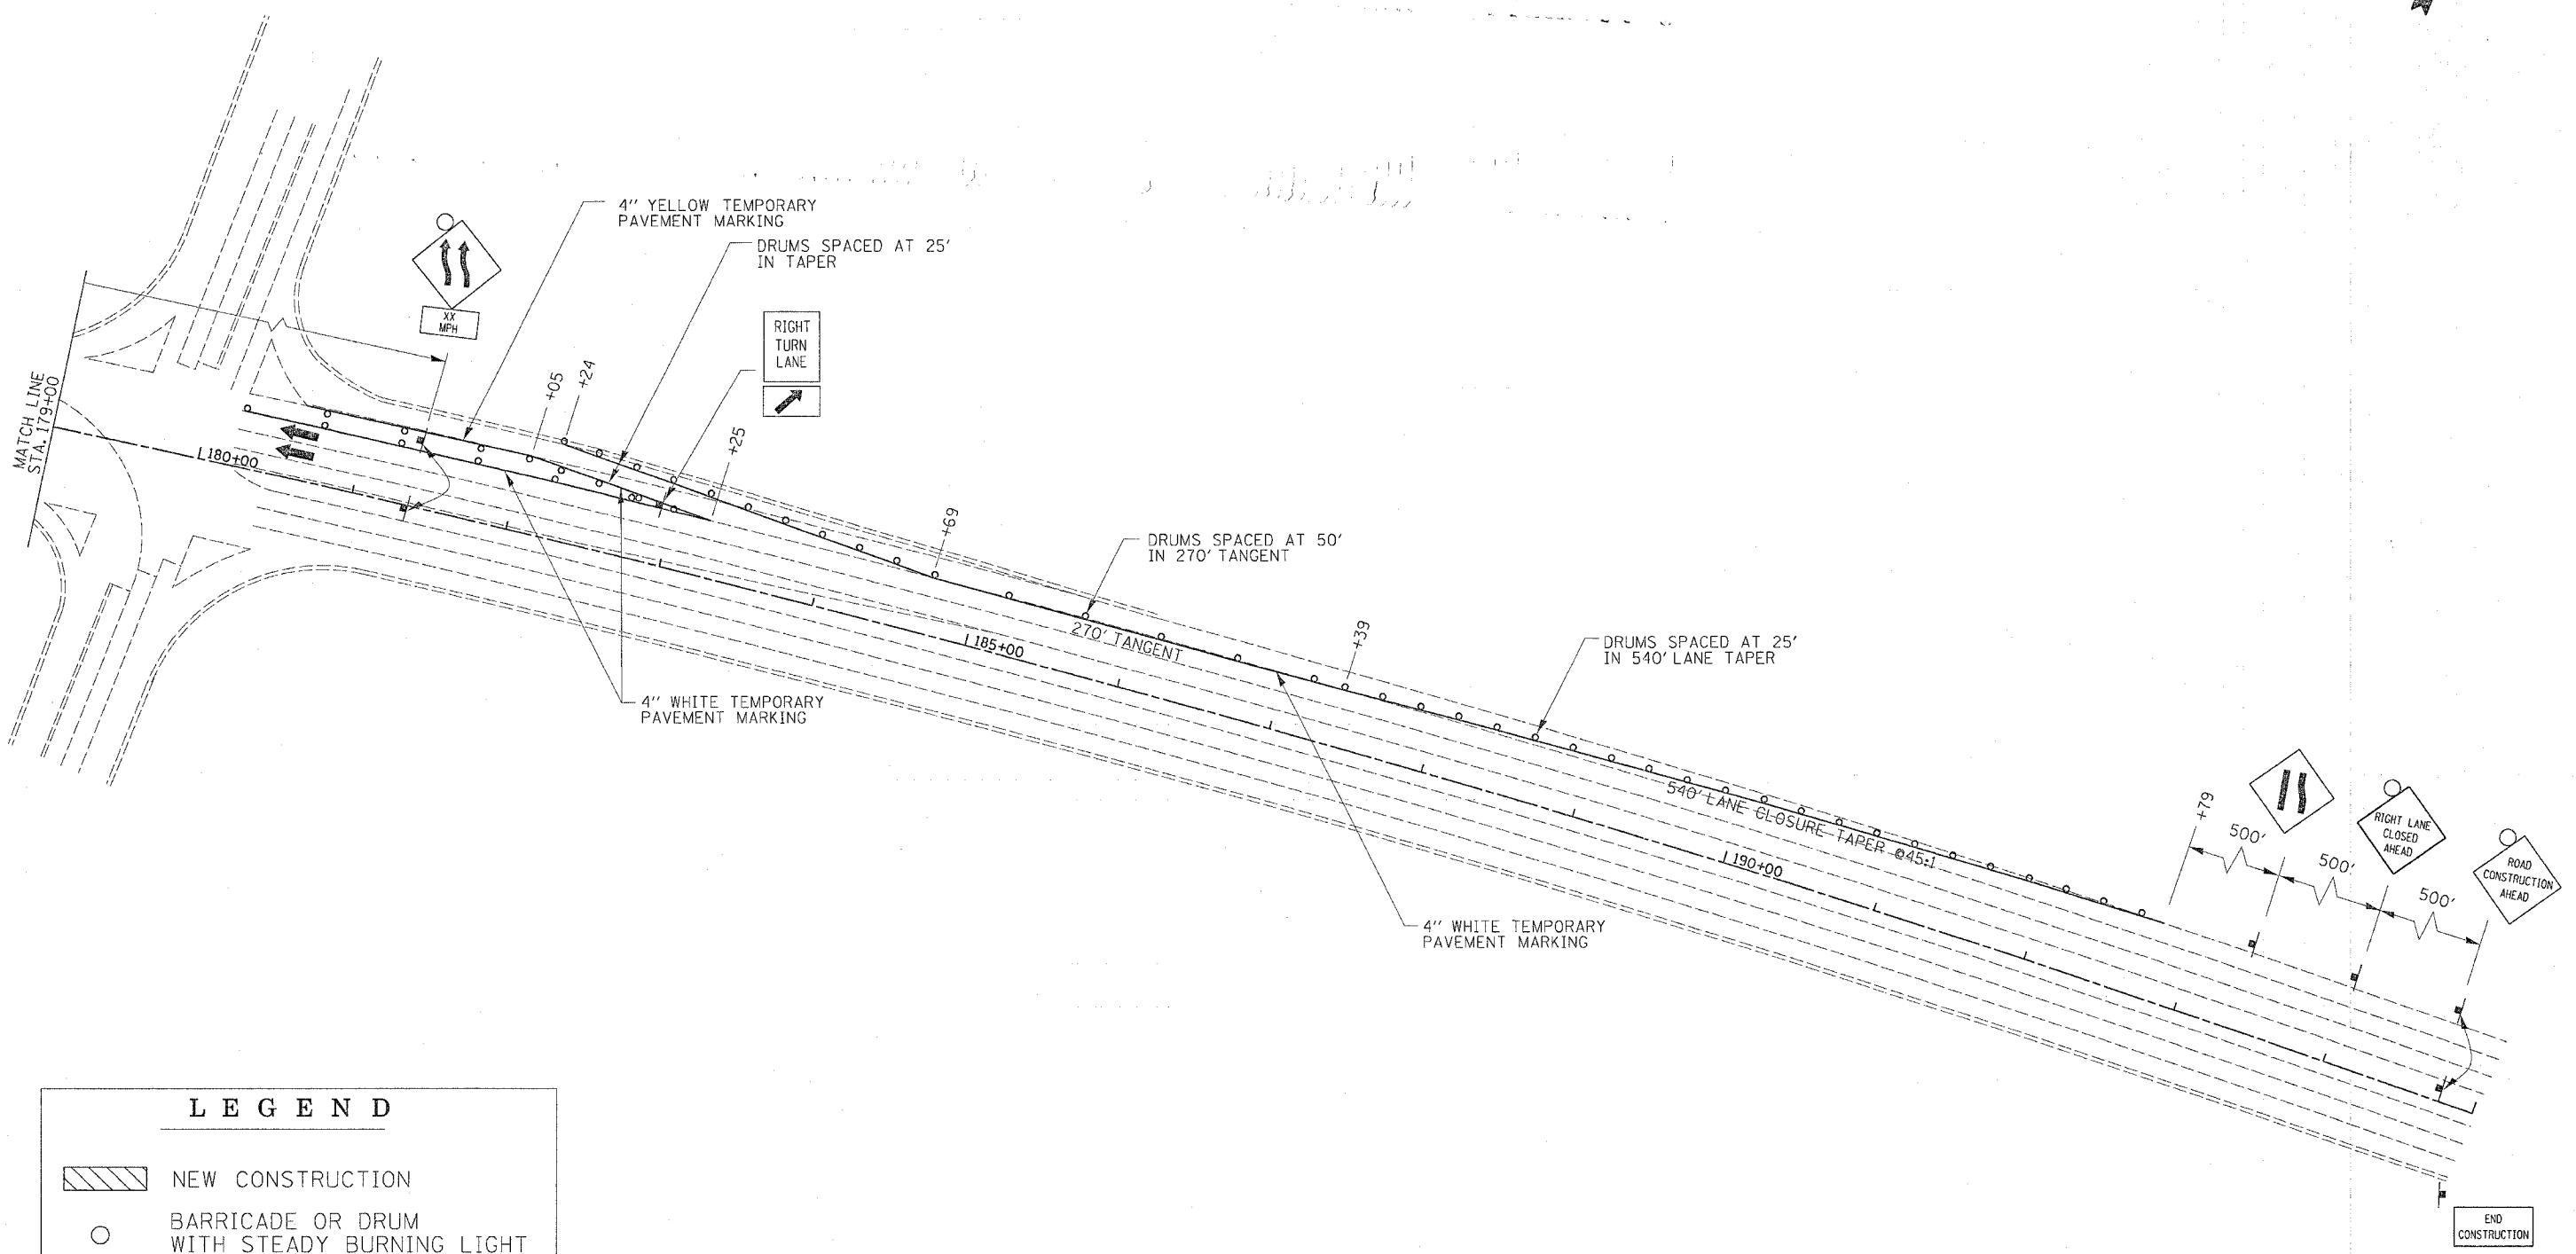 4" YELLOW TEMPORARY
PAVEMENT MARKING
DRUMS SPACED AT 25'
IN TAPER
XX
MPH
RIGHT
TURN
LANE
+05
+24
+25
MATCH LINE
STA. 179+00
180+00
+69
DRUMS SPACED AT 50'
IN 270' TANGENT
270' TANGENT
185+00
+39
DRUMS SPACED AT 25'
IN 540' LANE TAPER
4" WHITE TEMPORARY
PAVEMENT MARKING
540' LANE CLOSURE TAPER @45:1
190+00
+79
500'
500'
500'
RIGHT LANE
CLOSED
AHEAD
ROAD
CONSTRUCTION
AHEAD
4" WHITE TEMPORARY
PAVEMENT MARKING
LEGEND
NEW CONSTRUCTION
BARRICADE OR DRUM
WITH STEADY BURNING LIGHT
END
CONSTRUCTION